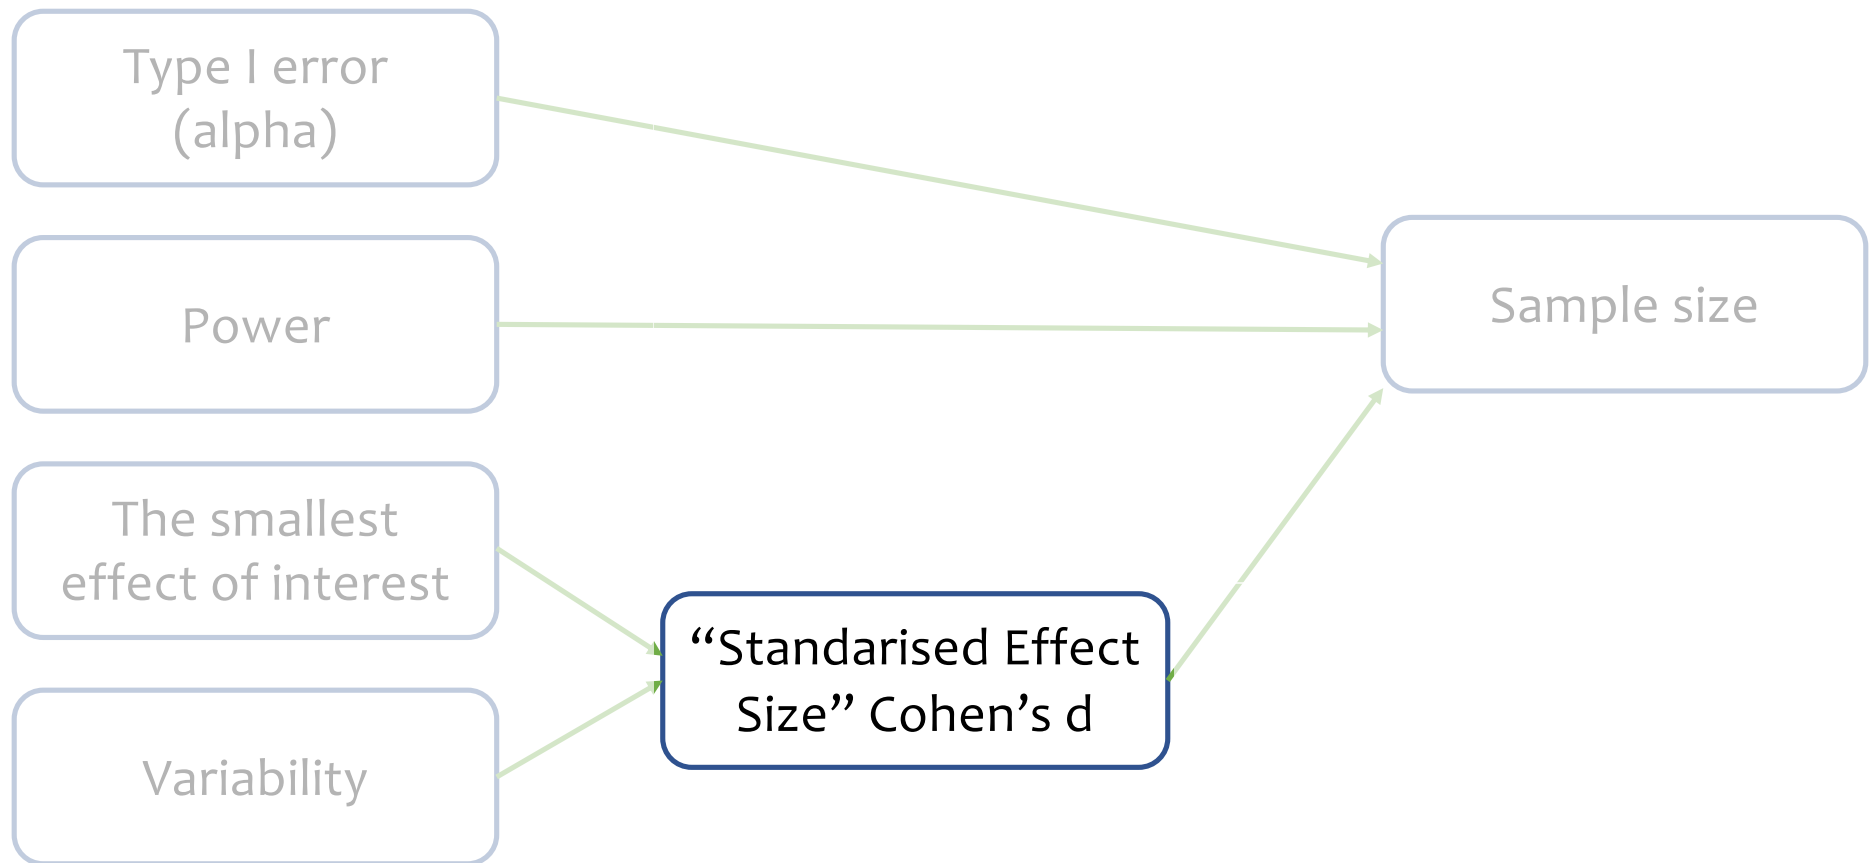 Type I error
(alpha)
Power
Sample size
The smallest
effect of interest
“Standarised Effect
Size” Cohen’s d
Variability